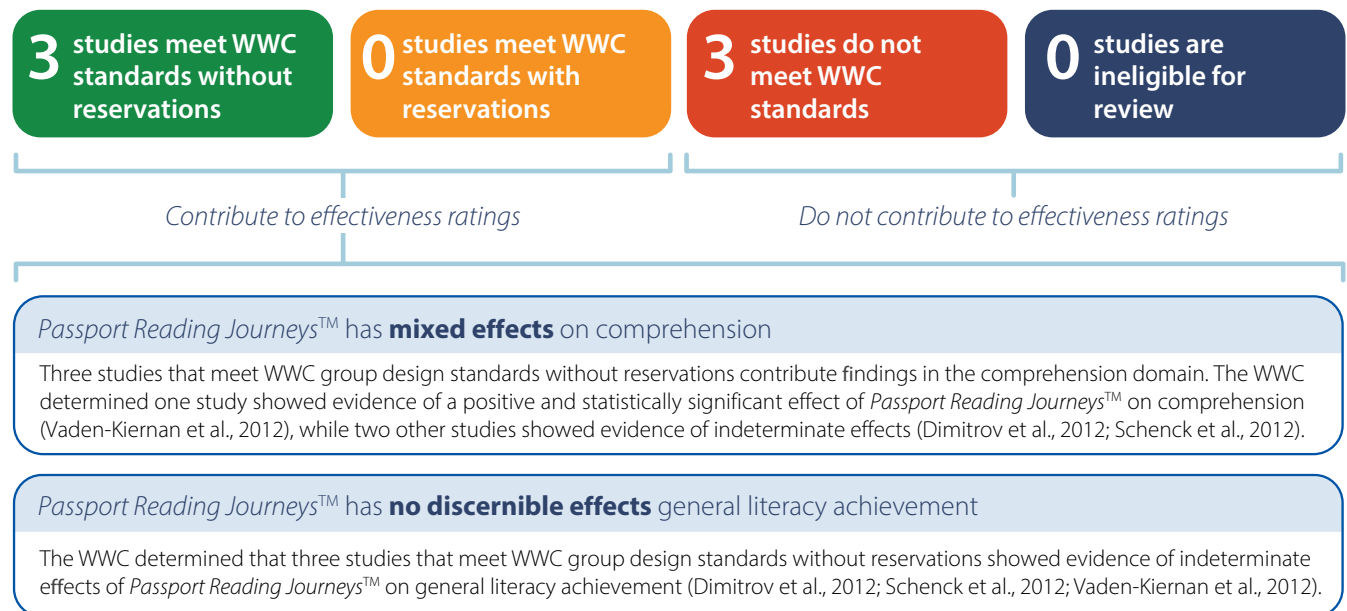 3 studies meet WWC
standards without
reservations
0 studies meet WWC
standards with
reservations
3 studies do not
meet WWC
standards
0 studies are
ineligible for
review
Contribute to effectiveness ratings
Do not contribute to effectiveness ratings
Passport Reading Journeys™ has mixed effects on comprehension
Three studies that meet WWC group design standards without reservations contribute findings in the comprehension domain. The WWC
determined one study showed evidence of a positive and statistically significant effect of Passport Reading Journeys™ on comprehension
(Vaden-Kiernan et al., 2012), while two other studies showed evidence of indeterminate effects (Dimitrov et al., 2012; Schenck et al., 2012).
Passport Reading Journeys™ has no discernible effects general literacy achievement
The WWC determined that three studies that meet WWC group design standards without reservations showed evidence of indeterminate
effects of Passport Reading Journeys™ on general literacy achievement (Dimitrov et al., 2012; Schenck et al., 2012; Vaden-Kiernan et al., 2012).